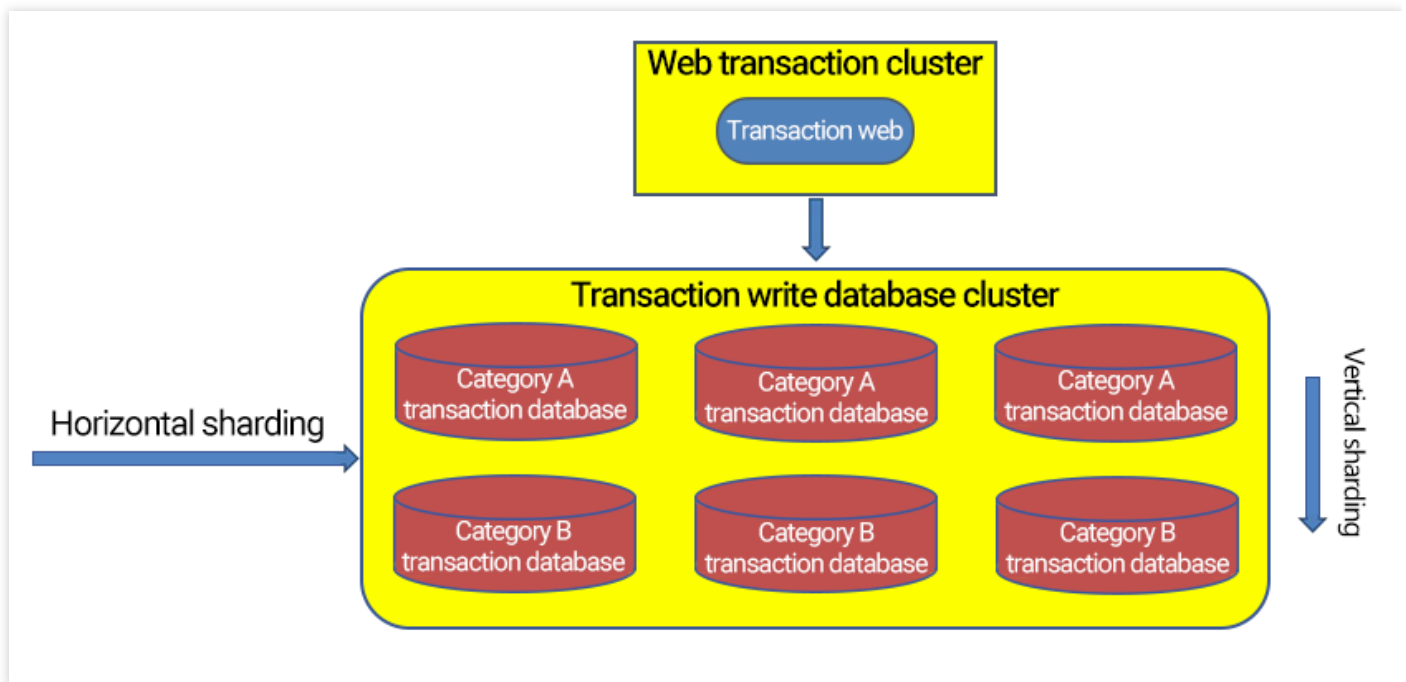 Web transaction cluster
Transaction web
Transaction write database cluster
Category A
transaction database
Category A
transaction database
Category A
transaction database
Horizontal sharding
Vertical sharding
Category B
transaction database
Category B
transaction database
Category B
transaction database